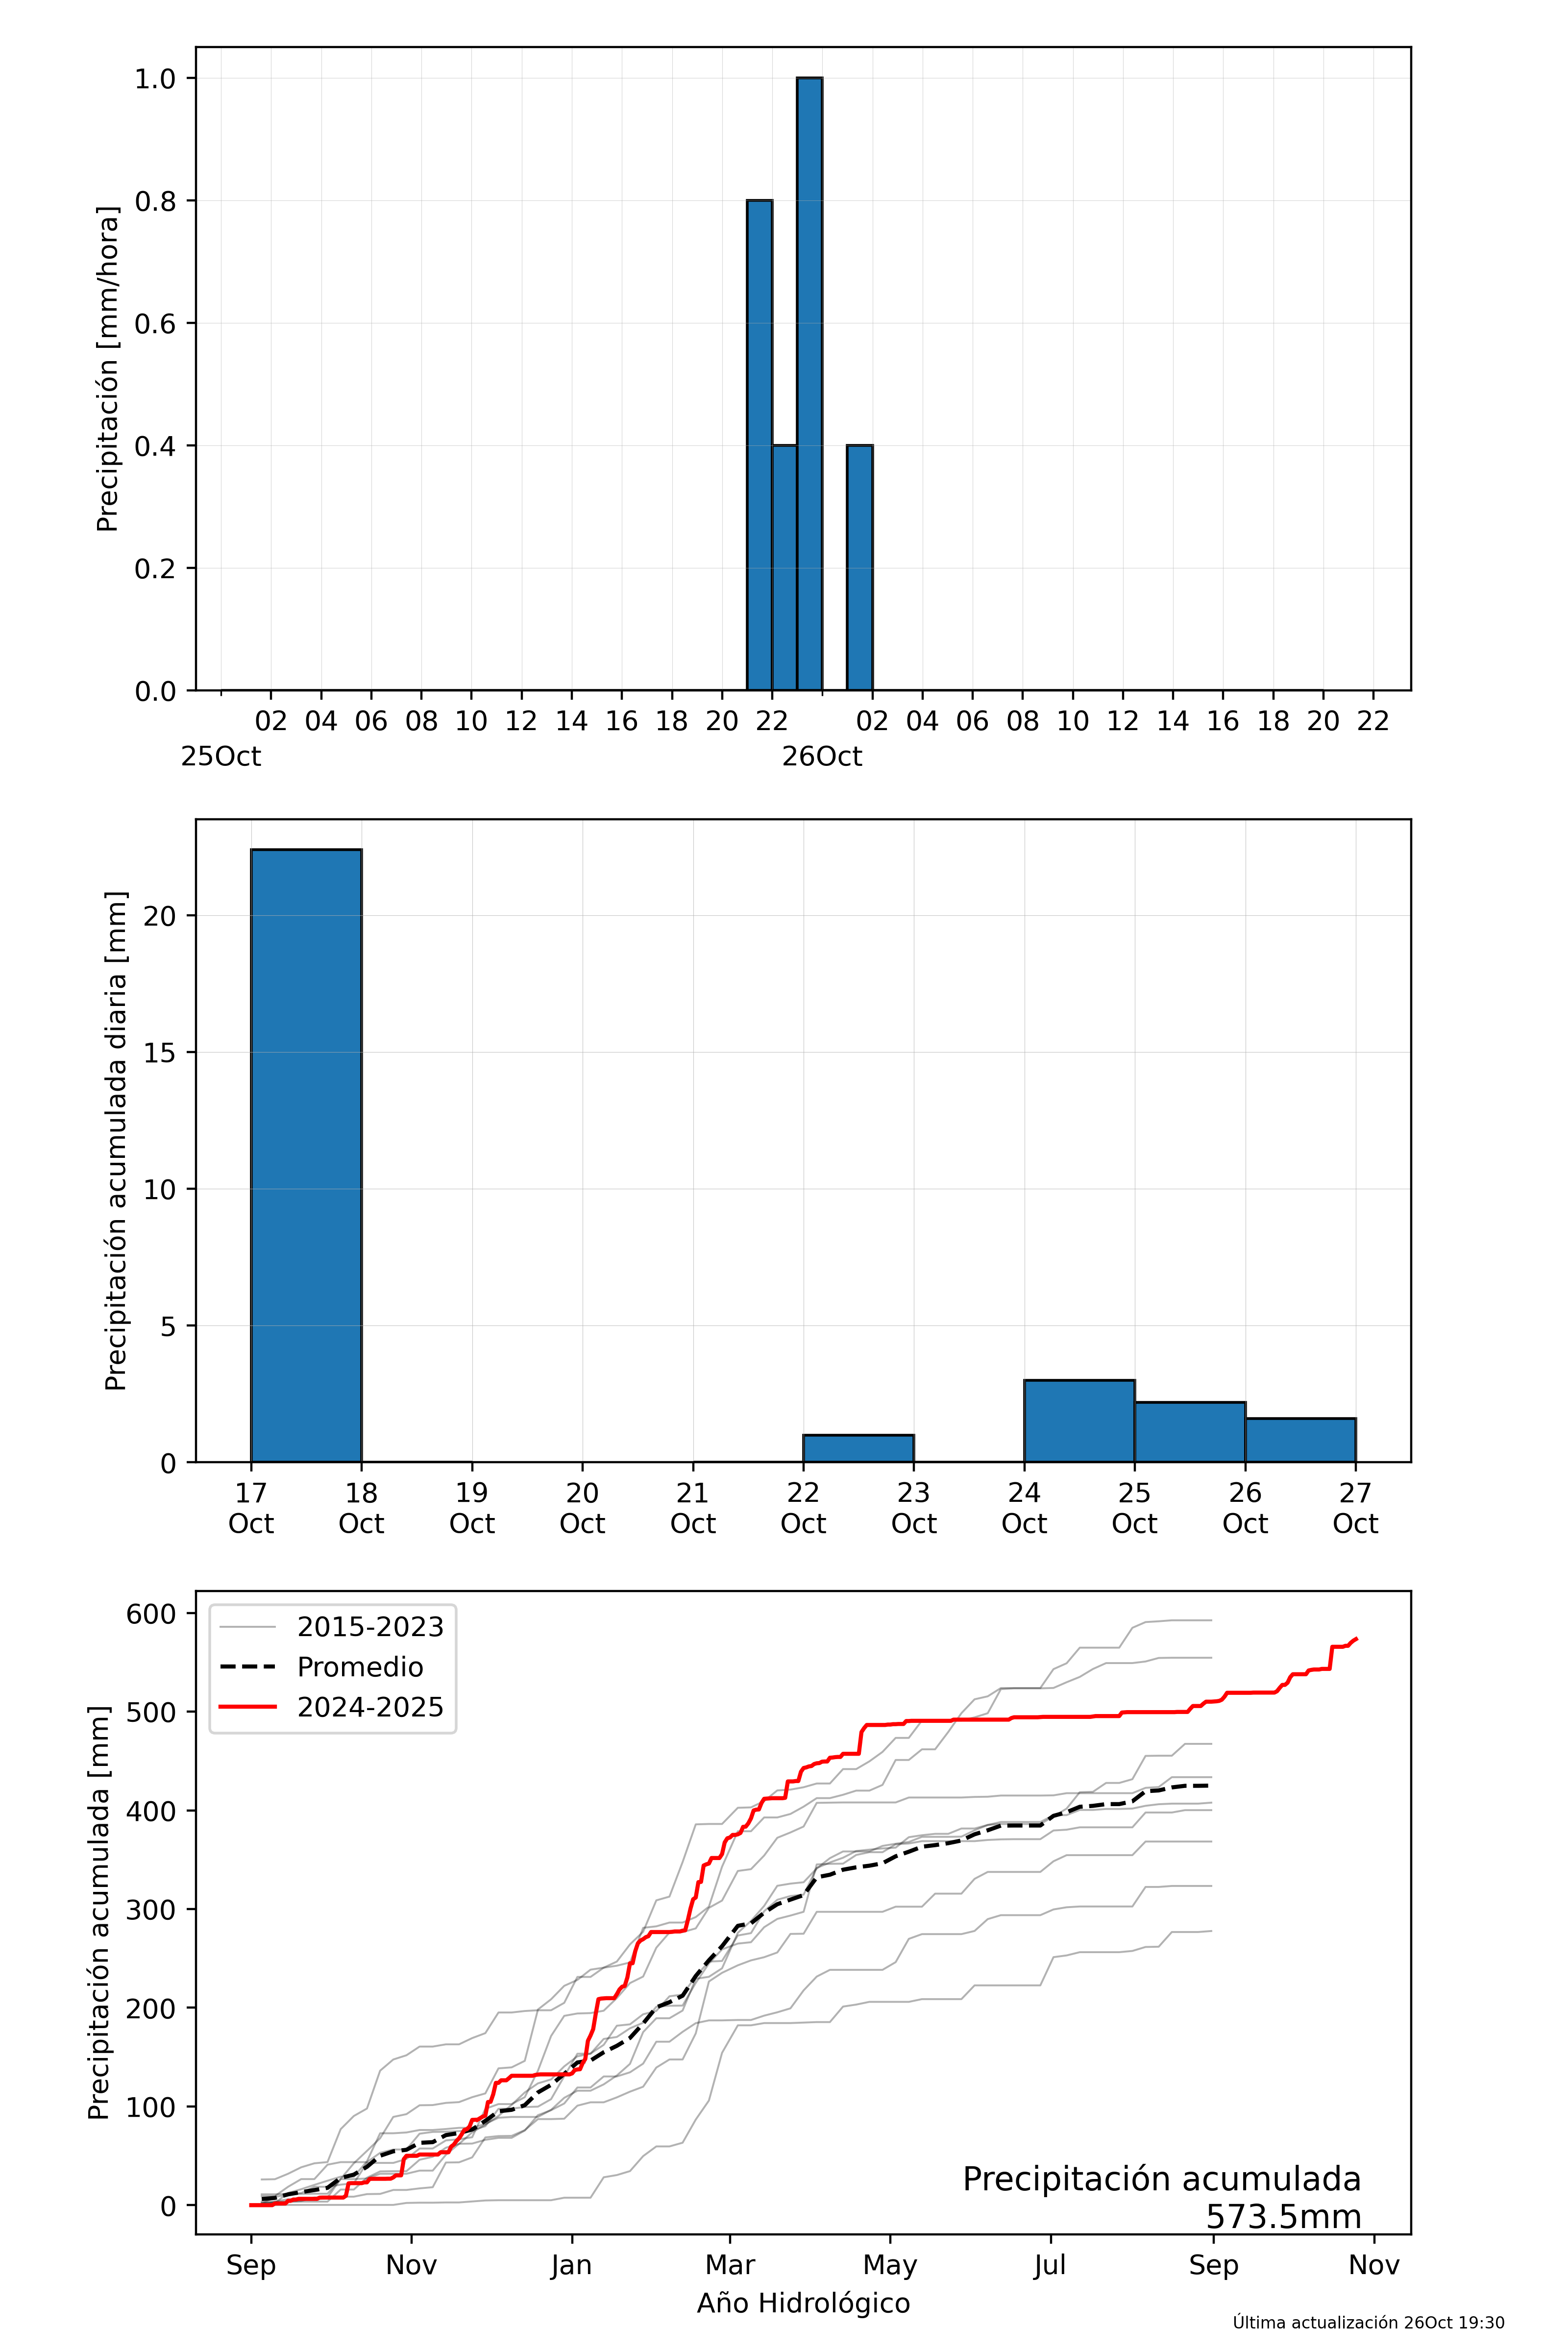 1.0
0.8
0.6
0.4
0.2
0.0
Precipitación [mm/hora]
02 04 06 08 10 12 14 16 18 20 22 02 04 06 08 10 12 14 16 18 20 22
25Oct 26Oct
20
15
10
5
0
Precipitación acumulada diaria [mm]
17 18 19 20 21 22 23 24 25 26 27
Oct Oct Oct Oct Oct Oct Oct Oct Oct Oct Oct
600
500
400
300
200
100
0
Precipitación acumulada [mm]
2015-2023
Promedio
2024-2025
Precipitación acumulada
573.5mm
Sep Nov Jan Mar May Jul Sep Nov
Año Hidrológico
Última actualización 26Oct 19:30